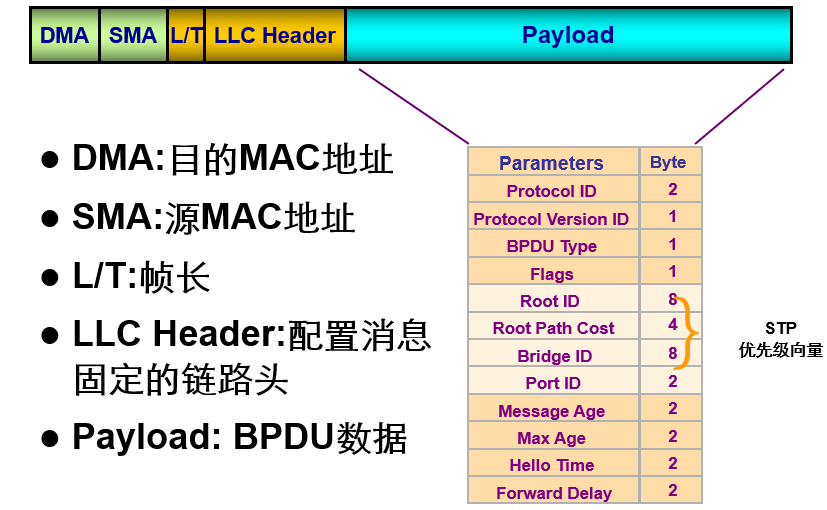 DMA SMA L/T LLC Header Payload
● DMA:目的MAC地址
● SMA:源MAC地址
● L/T:帧长
● LLC Header:配置消息
固定的链路头
● Payload: BPDU数据
Parameters Byte
Protocol ID 2
Protocol Version ID 1
BPDU Type 1
Flags 1
Root ID 8
Root Path Cost 4
Bridge ID 8
Port ID 2
Message Age 2
Max Age 2
Hello Time 2
Forward Delay 2
STP
优先级向量